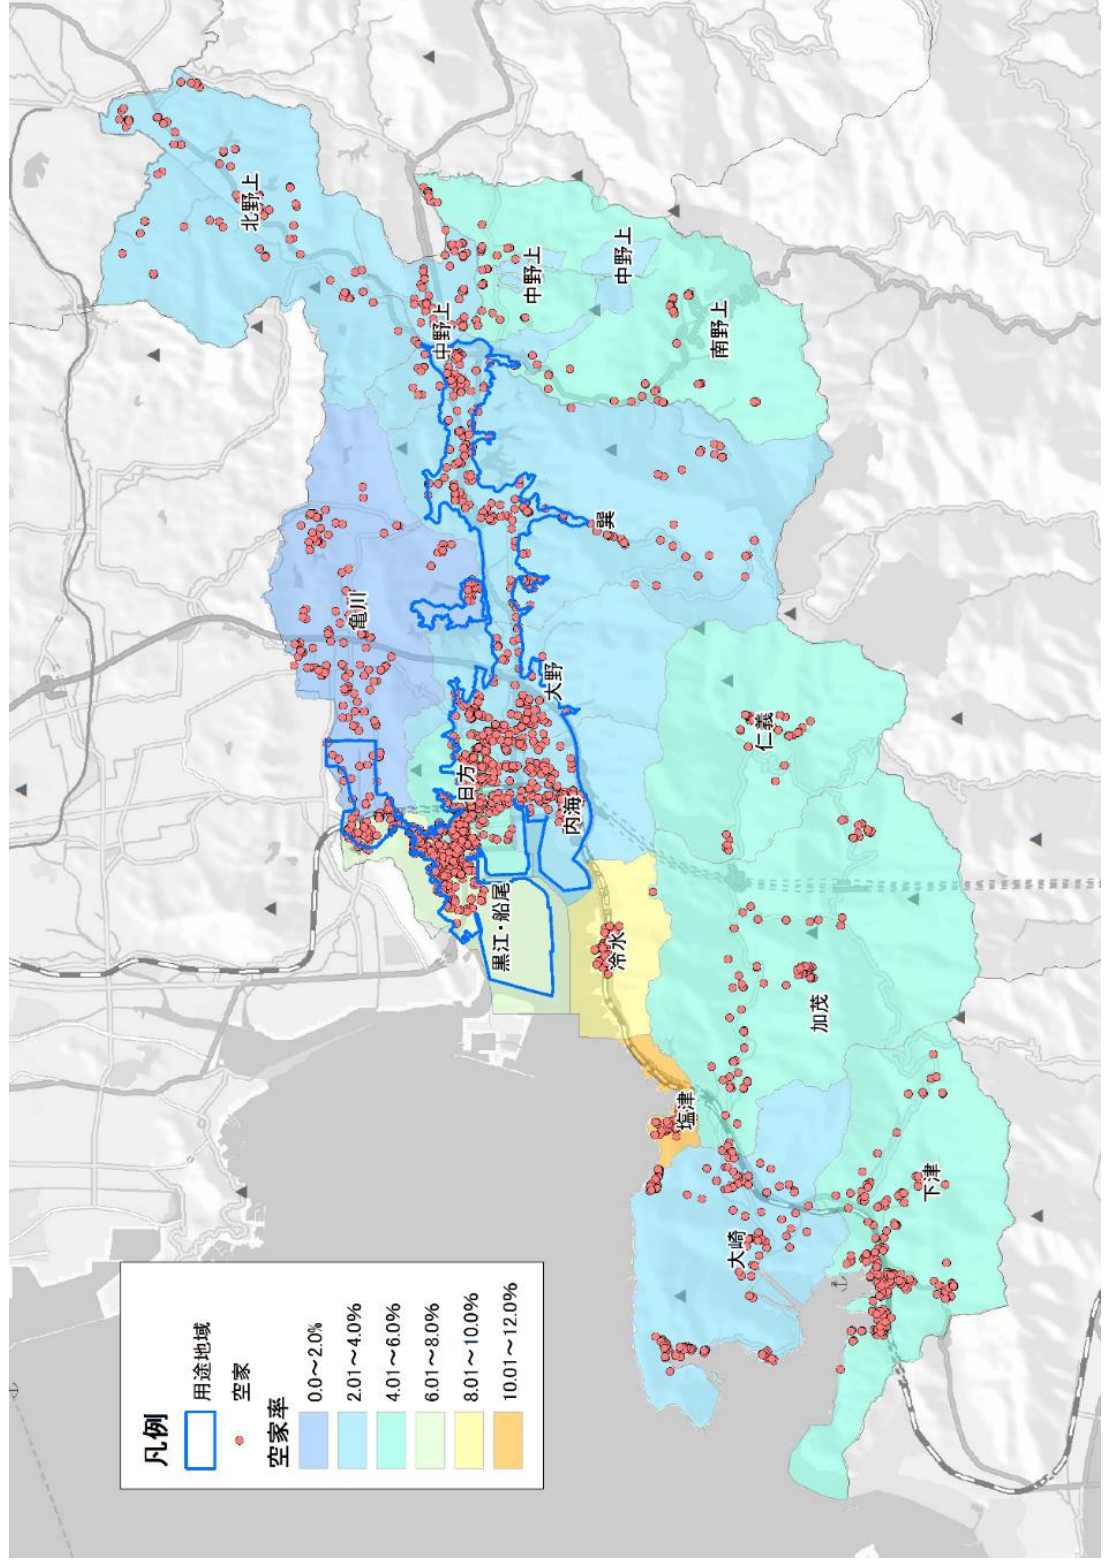 凡例
用途地域
空家
空家率
0.0～2.0%
2.01～4.0%
4.01～6.0%
6.01～8.0%
8.01～10.0%
10.01～12.0%
北野上
中野上
中野上
中野上
南野上
亀川
巽
大野
日方
内海
黒江・船尾
冷水
仁義
加茂
塩津
大崎
下津